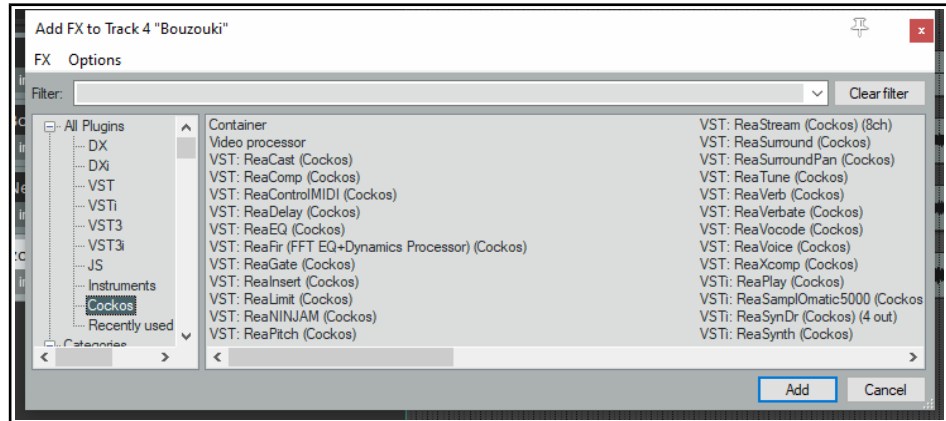 Add FX to Track 4 "Bouzouki"
FX Options
Filter:
Clear filter
All Plugins
DX
DXi
VST
VSTi
VST3
VST3i
JS
Instruments
Cockos
Recently used
Categories
Container
Video processor
VST: ReaCast (Cockos)
VST: ReaComp (Cockos)
VST: ReaControlMIDI (Cockos)
VST: ReaDelay (Cockos)
VST: ReaEQ (Cockos)
VST: ReaFir (FFT EQ+Dynamics Processor) (Cockos)
VST: ReaGate (Cockos)
VST: ReaInsert (Cockos)
VST: ReaLimit (Cockos)
VST: ReaNINJAM (Cockos)
VST: ReaPitch (Cockos)
VST: ReaStream (Cockos) (8ch)
VST: ReaSurround (Cockos)
VST: ReaSurroundPan (Cockos)
VST: ReaTune (Cockos)
VST: ReaVerb (Cockos)
VST: ReaVerbate (Cockos)
VST: ReaVocode (Cockos)
VST: ReaVoice (Cockos)
VST: ReaXcomp (Cockos)
VSTi: ReaPlay (Cockos)
VSTi: ReaSamplOmatic5000 (Cockos
VSTi: ReaSynDr (Cockos) (4 out)
VSTi: ReaSynth (Cockos)
Add
Cancel